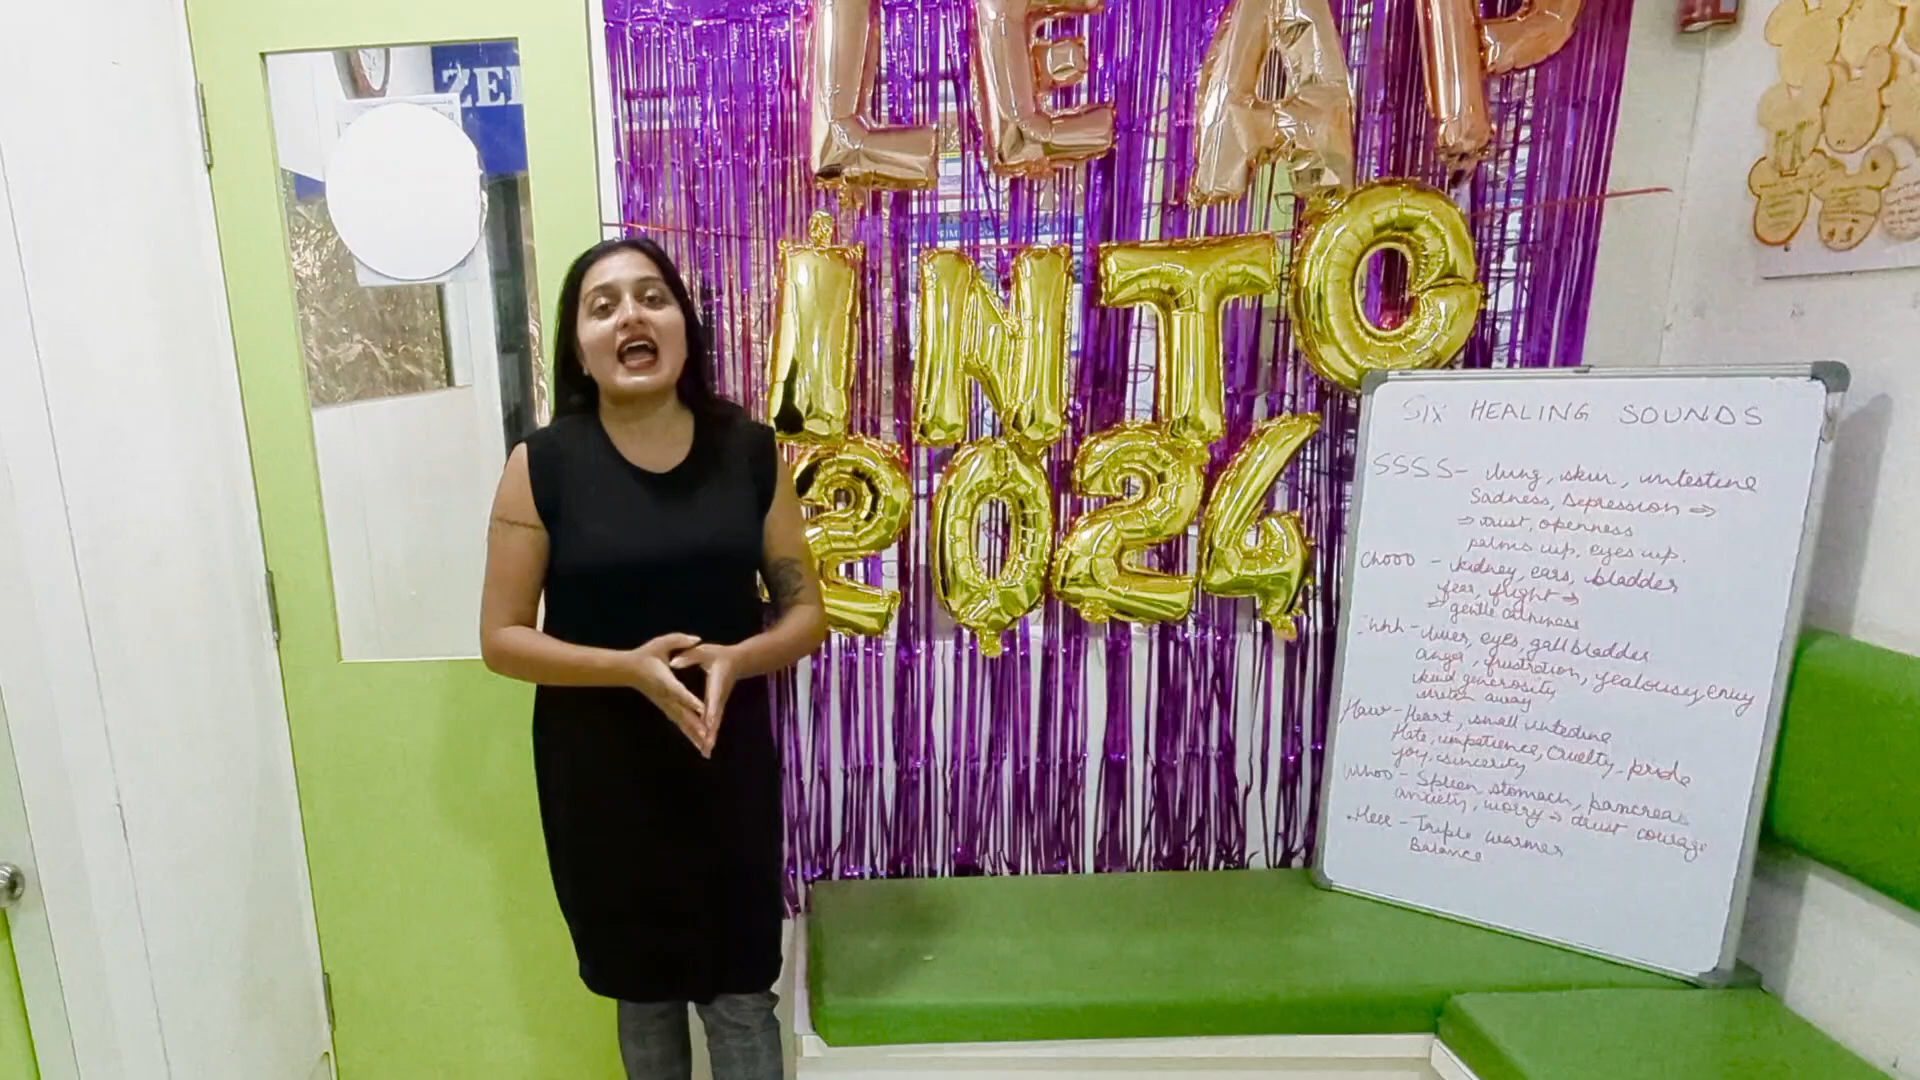 ZEN
LEAP
INTO
2024
SIX HEALING SOUNDS
SSSS- lung, skin, intestine
Sadness, Depression ⇒
⇒ trust, openness
palms up, eyes up.
Chooo - kidney, ears, bladder
fear, fright ⇒
⇒ gentle calmness
Shhh - liver, eyes, gallbladder
anger, frustration, jealousy, envy
kind generosity
away
Haw - Heart, small intestine
Hate, impatience, Cruelty, pride
joy, sincerity
Whoo - Spleen, stomach, pancreas
anxiety, worry ⇒ trust courage
Heee - Triple warmer
Balance